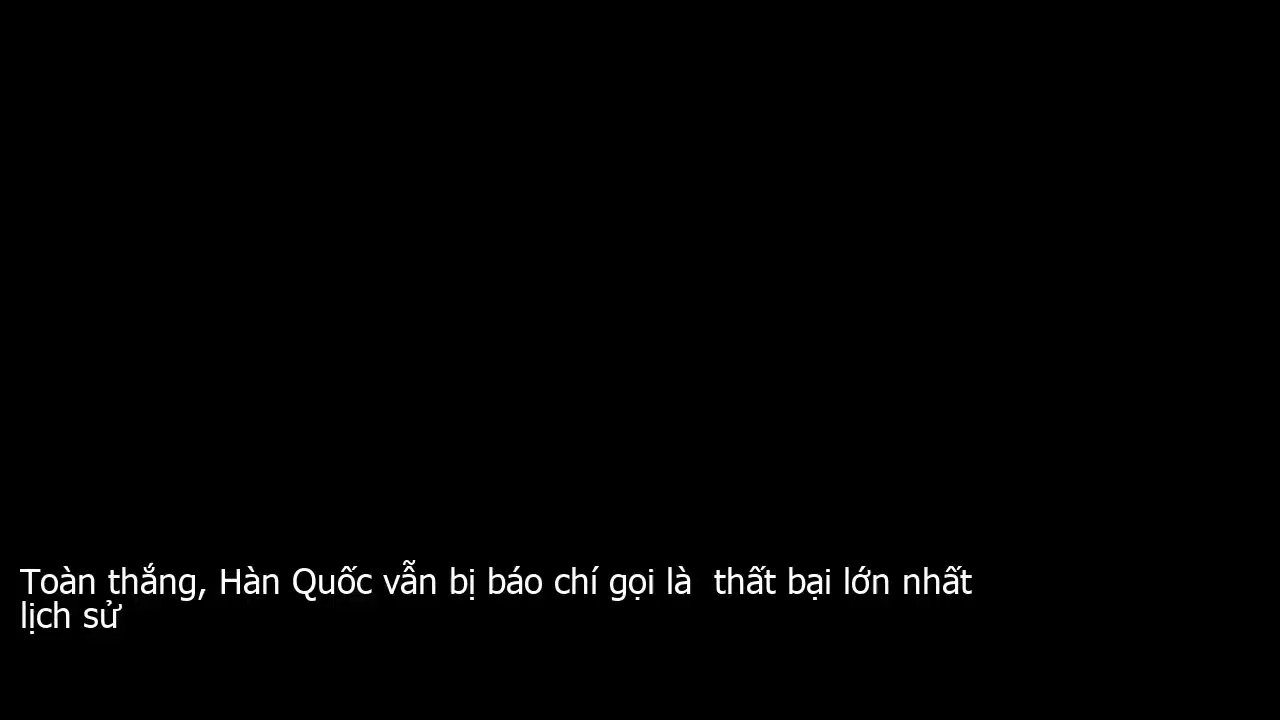 Toàn thắng, Hàn Quốc vẫn bị báo chí gọi là  thất bại lớn nhất
lịch sử